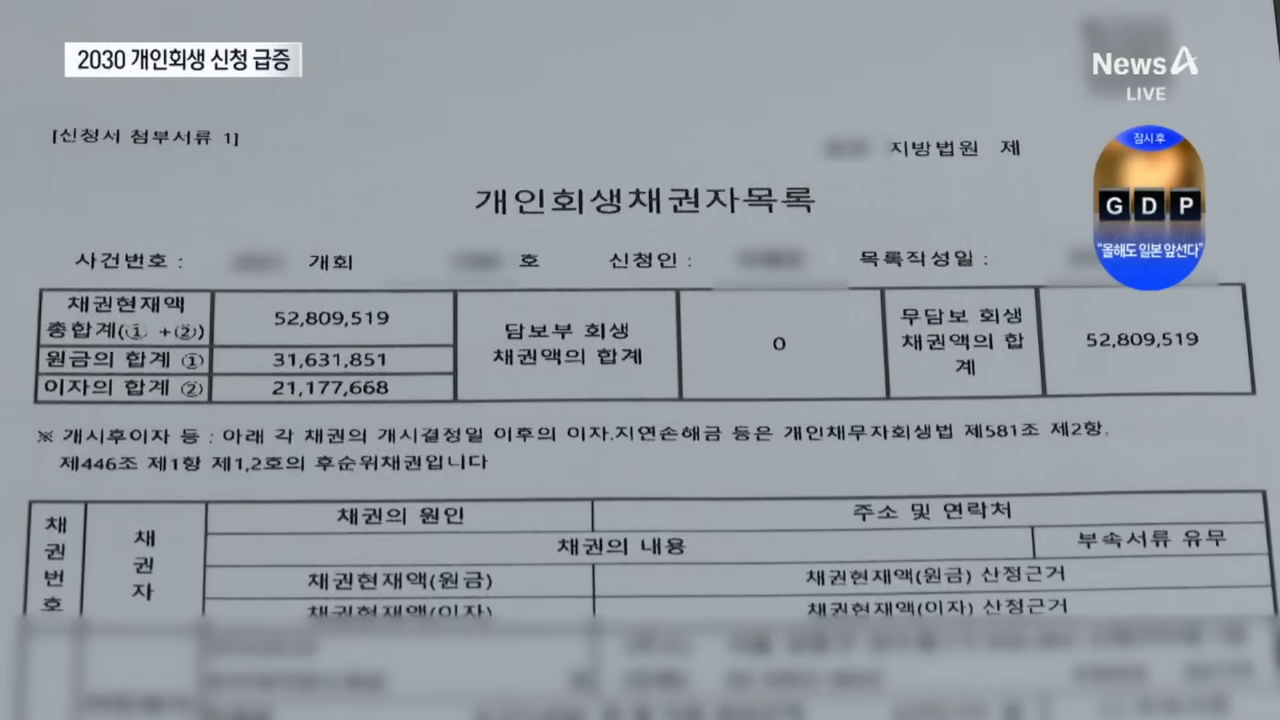 2030 개인회생 신청 급증
News A
LIVE
잠시 후
G D P
“올해도 일본 앞선다”
[신청서 첨부서류 1]
지방법원 제
개인회생채권자목록
사건번호 : 개회 호 신청인 : 목록작성일 :
채권현재액
총합계(① +②)
52,809,519
원금의 합계 ①
31,631,851
이자의 합계 ②
21,177,668
담보부 회생
채권액의 합계
0
무담보 회생
채권액의 합
계
52,809,519
※ 개시후이자 등 : 아래 각 채권의 개시결정일 이후의 이자.지연손해금 등은 개인채무자회생법 제581조 제2항,
제446조 제1항 제1,2호의 후순위채권입니다
채
권
번
호
채
권
자
채권의 원인
주소 및 연락처
채권의 내용
부속서류 유무
채권현재액(원금)
채권현재액(원금) 산정근거
채권현재액(이자)
채권현재액(이자) 산정근거